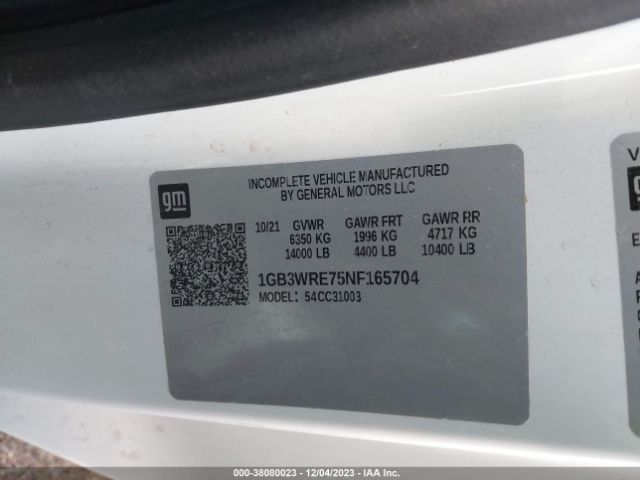 INCOMPLETE VEHICLE MANUFACTURED
BY GENERAL MOTORS LLC
gm
10/21 GVWR GAWR FRT GAWR RR
6350 KG 1996 KG 4717 KG
14000 LB 4400 LB 10400 LB
1GB3WRE75NF165704
MODEL: 54CC31003
V
000-38080023 - 12/04/2023 - IAA Inc.